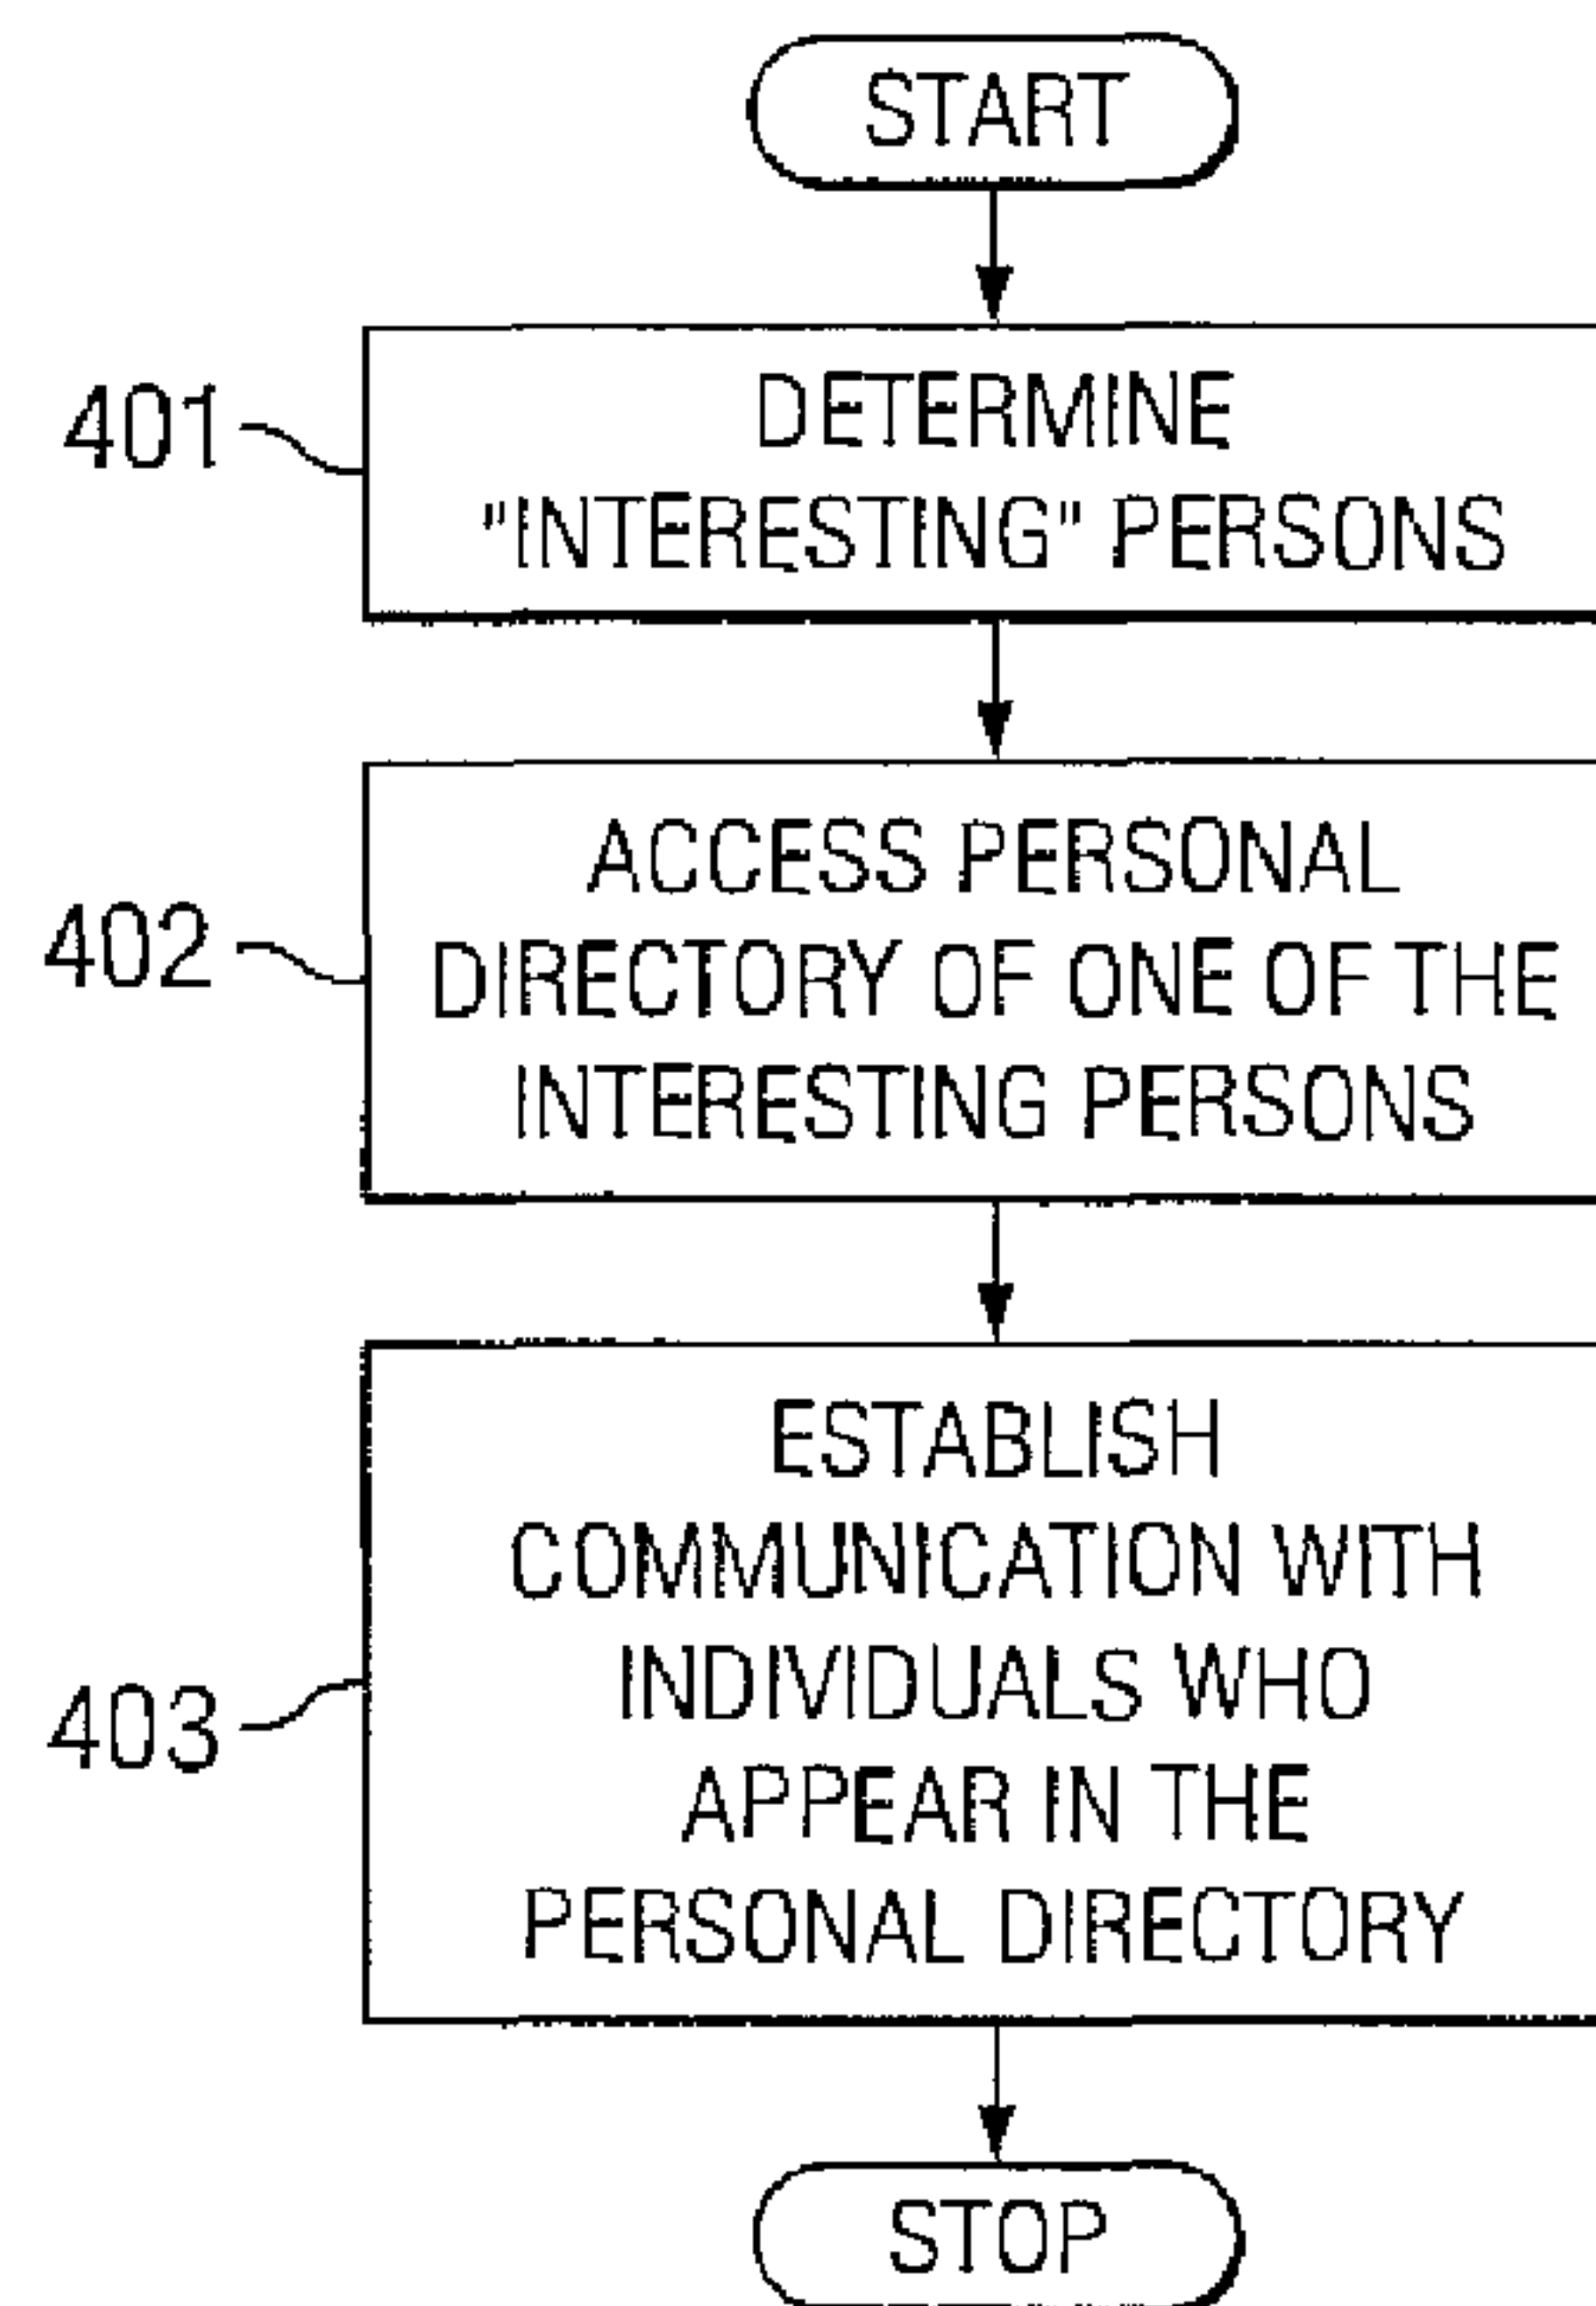 START
401
DETERMINE
"INTERESTING" PERSONS
402
ACCESS PERSONAL
DIRECTORY OF ONE OF THE
INTERESTING PERSONS
403
ESTABLISH
COMMUNICATION WITH
INDIVIDUALS WHO
APPEAR IN THE
PERSONAL DIRECTORY
STOP